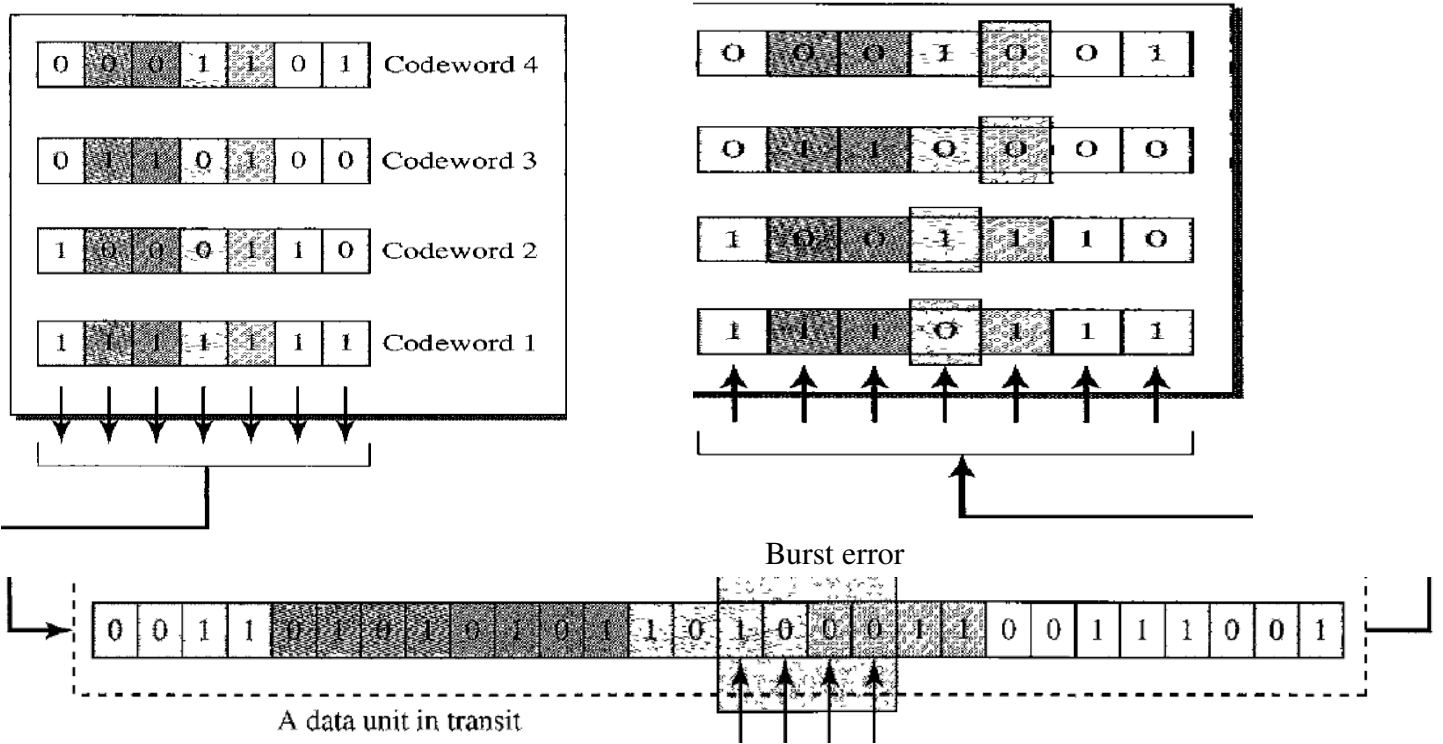 0 0 0 1 1 0 1 Codeword 4
0 1 1 0 1 0 0 Codeword 3
1 0 0 0 1 1 0 Codeword 2
1 1 1 1 1 1 1 Codeword 1
0 0 0 1 0 0 1
0 1 1 0 0 0 0
1 0 0 1 1 1 0
1 1 1 0 1 1 1
Burst error
0 0 1 1 0 1 0 1 0 1 0 1 1 0 1 0 0 0 1 1 0 0 1 1 1 0 0 1
A data unit in transit